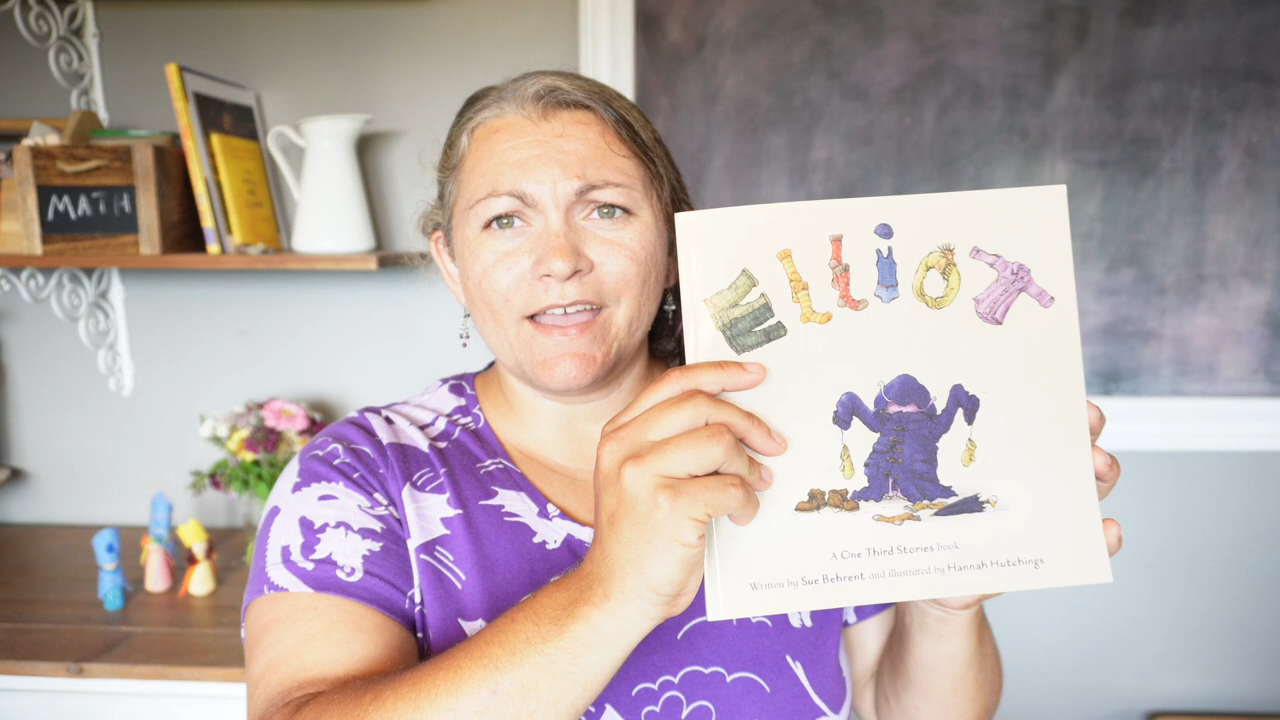 MATH
ELLiOT
A One Third Stories book
Written by Sue Behrent and illustrated by Hannah Hutchings